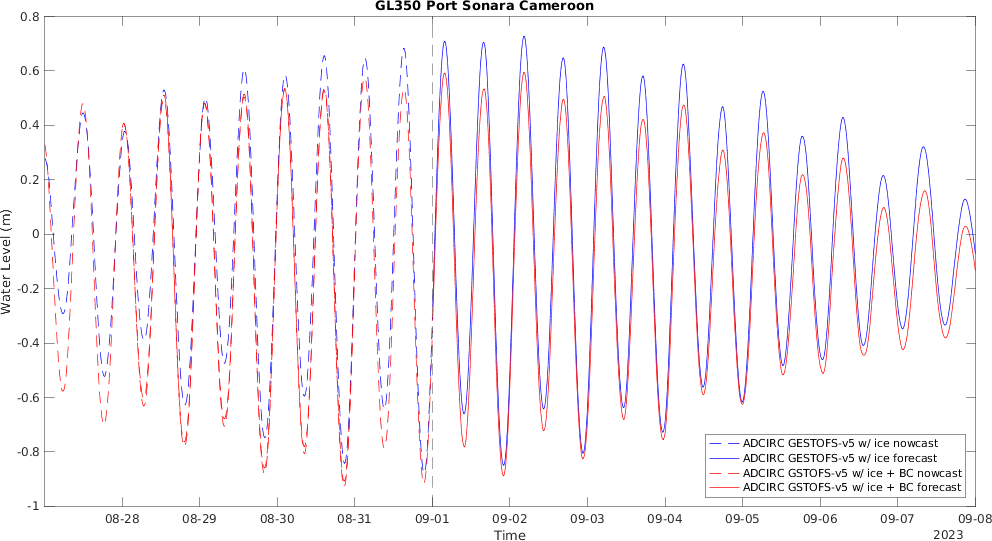 GL350 Port Sonara Cameroon
Water Level (m)
0.8
0.6
0.4
0.2
0
-0.2
-0.4
-0.6
-0.8
-1
ADCIRC GESTOFS-v5 w/ ice nowcast
ADCIRC GESTOFS-v5 w/ ice forecast
ADCIRC GSTOFS-v5 w/ ice + BC nowcast
ADCIRC GSTOFS-v5 w/ ice + BC forecast
08-28 08-29 08-30 08-31 09-01 09-02 09-03 09-04 09-05 09-06 09-07 09-08
Time
2023